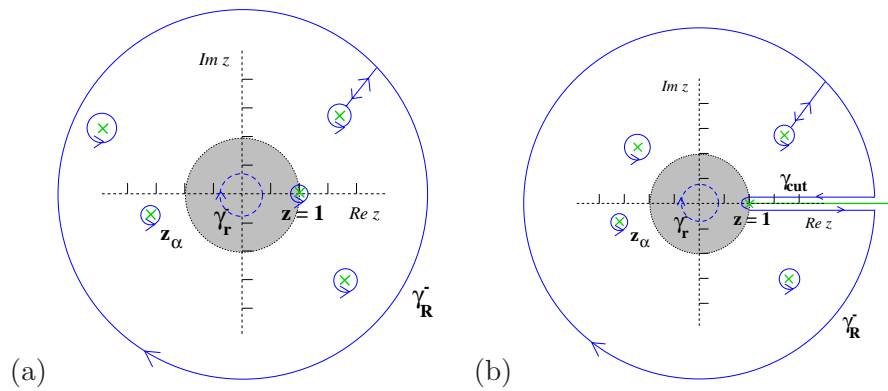 Im z
z = 1
Re z
z_α
γ_r^-
γ_R^-
(a)
Im z
γ_cut
z = 1
Re z
z_α
γ_r^-
γ_R^-
(b)